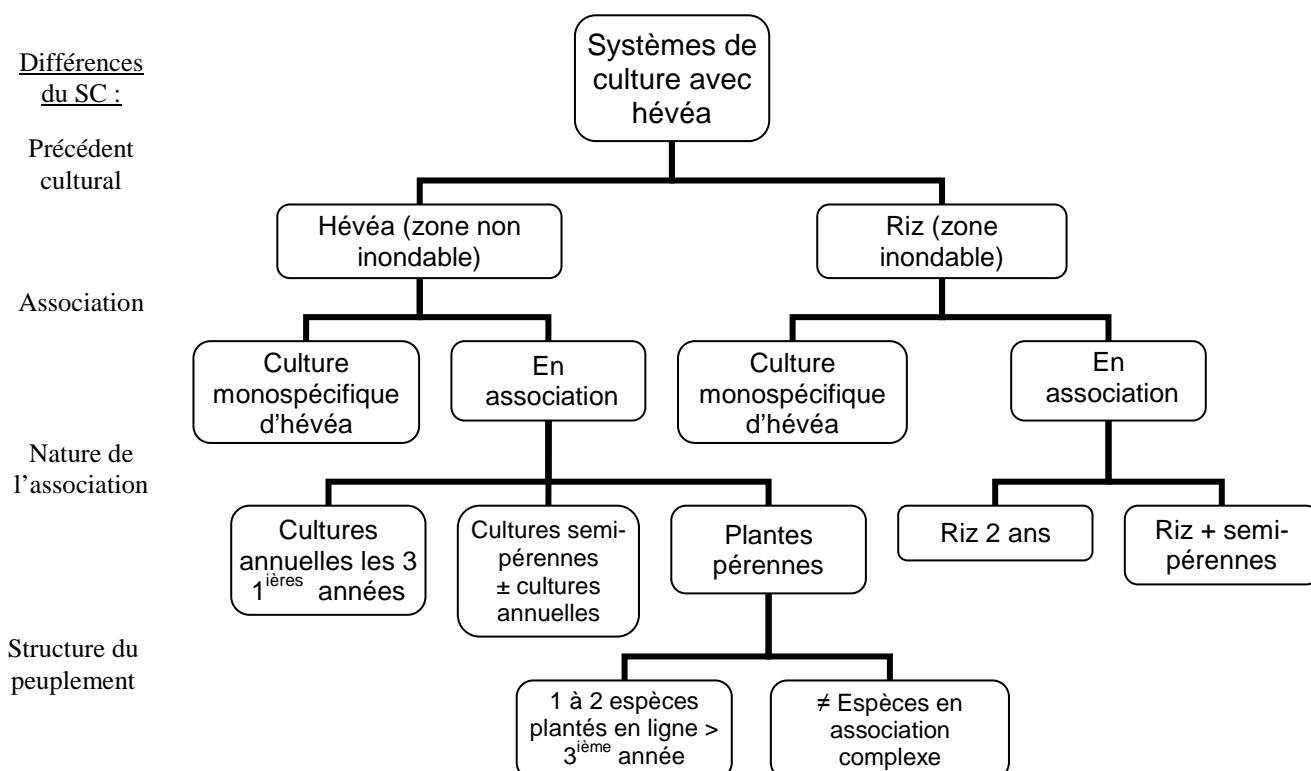 Systèmes de
culture avec
hévéa
Différences
du SC :
Précédent
cultural
Hévéa (zone non
inondable)
Riz (zone
inondable)
Association
Culture
monospécifique
d'hévéa
En
association
Culture
monospécifique
d'hévéa
En
association
Nature de
l'association
Cultures
annuelles les 3
1ières années
Cultures semi-
pérennes
± cultures
annuelles
Plantes
pérennes
Riz 2 ans
Riz + semi-
pérennes
Structure du
peuplement
1 à 2 espèces
plantés en ligne >
3ième année
≠ Espèces en
association
complexe